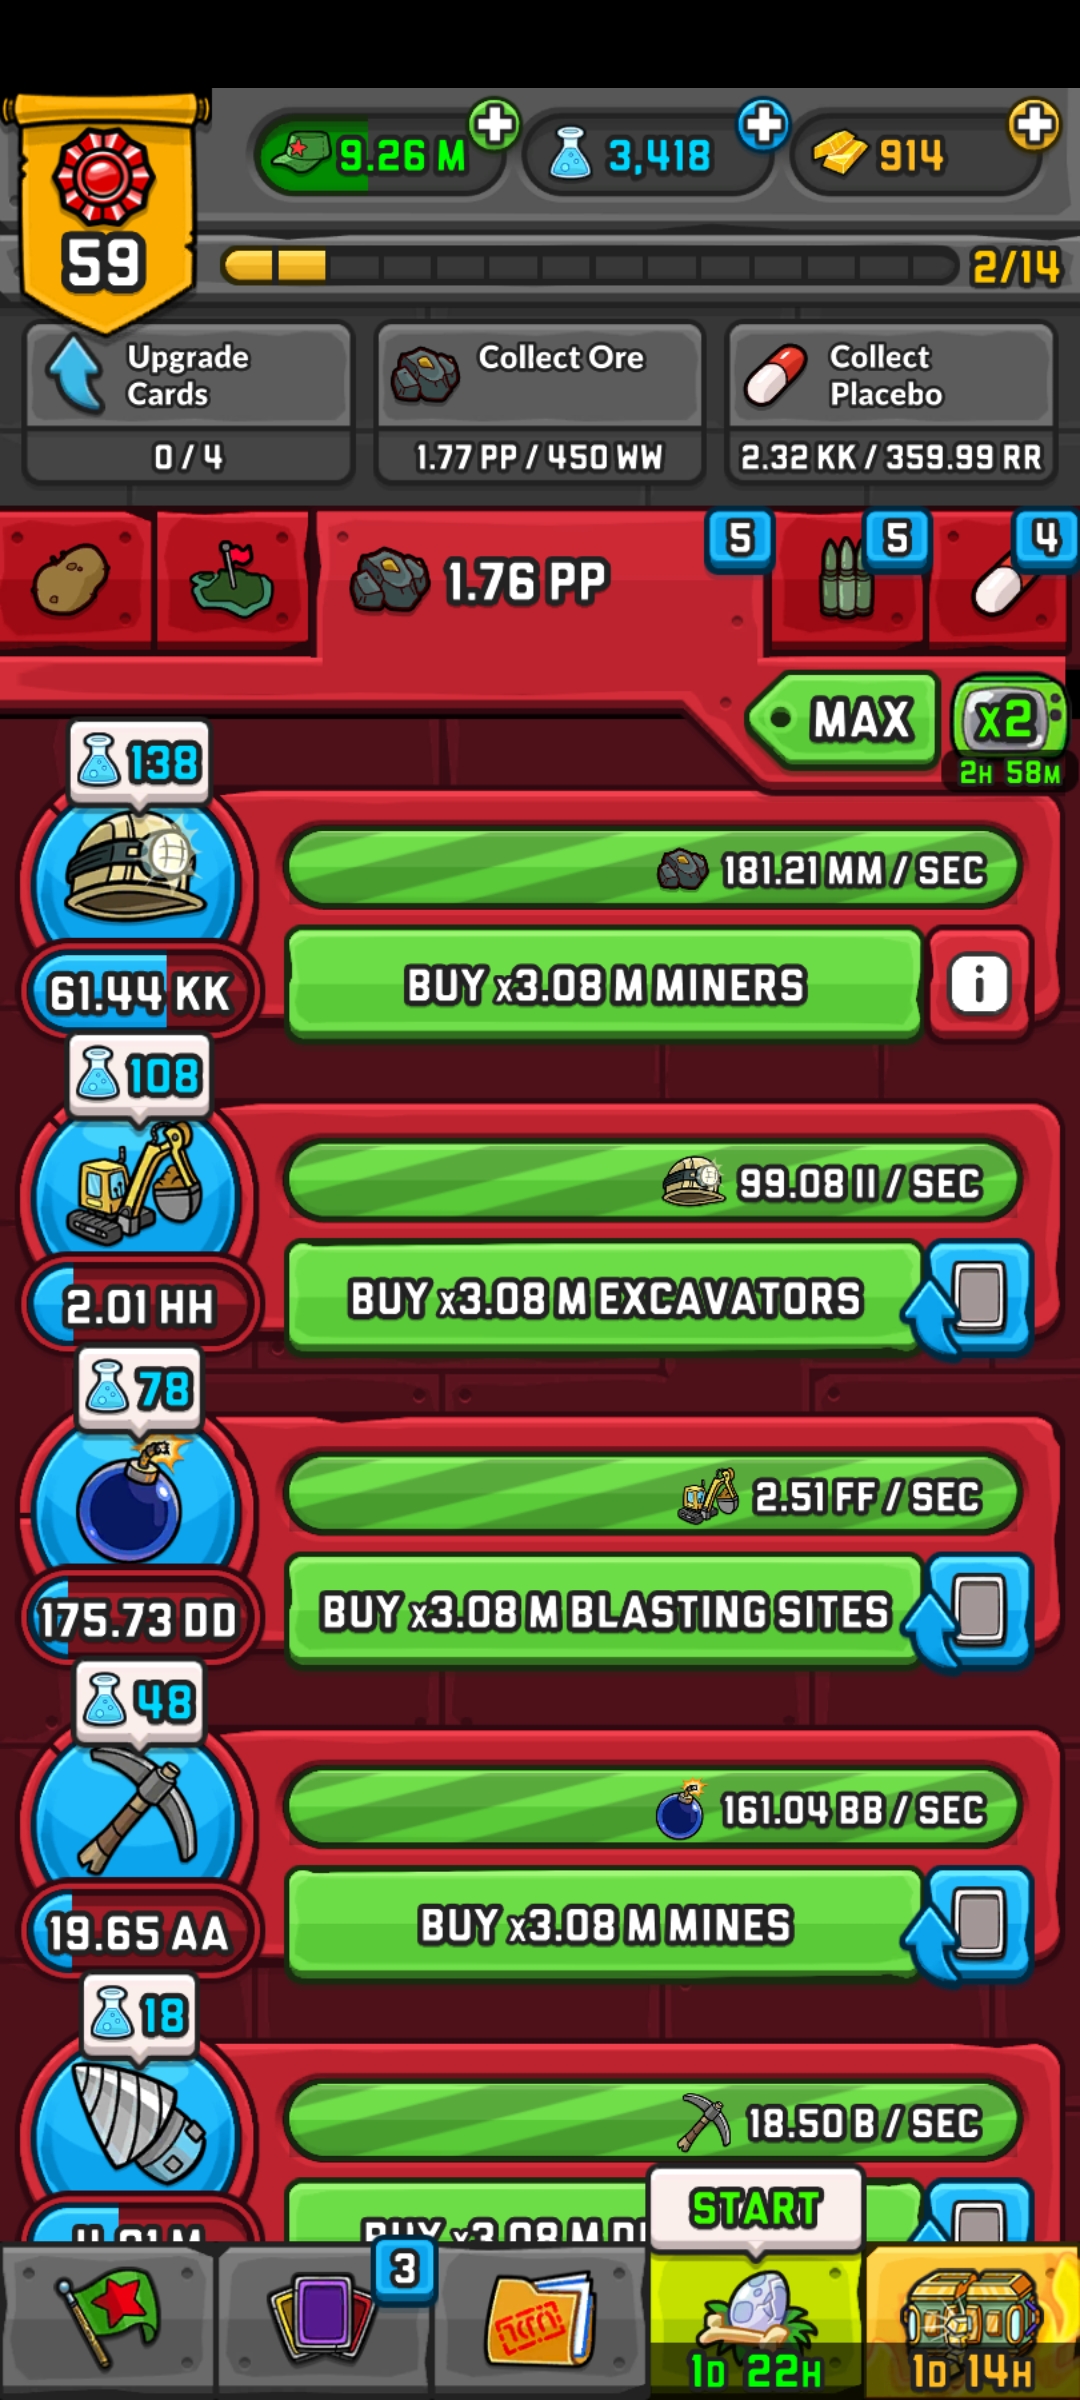 9.26 M
3,418
914
59
2/14
Upgrade
Cards
0 / 4
Collect Ore
1.77 PP / 450 WW
Collect
Placebo
2.32 KK / 359.99 RR
1.76 PP
5
5
4
MAX
x2
2H 58M
138
181.21 MM / SEC
61.44 KK
BUY x3.08 M MINERS
i
108
99.08 II / SEC
2.01 HH
BUY x3.08 M EXCAVATORS
78
2.51 FF / SEC
175.73 DD
BUY x3.08 M BLASTING SITES
48
161.04 BB / SEC
19.65 AA
BUY x3.08 M MINES
18
18.50 B / SEC
BUY x3.08 M
START
3
1D 22H
1D 14H